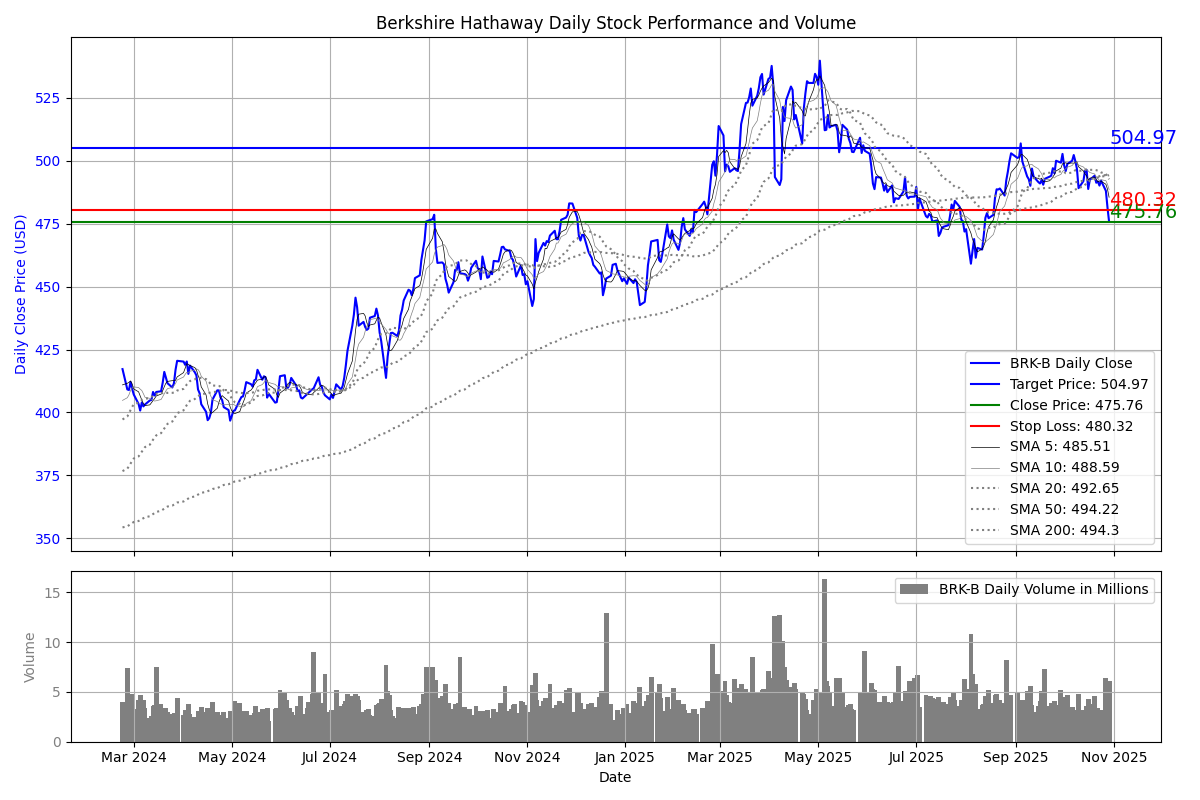 Berkshire Hathaway Daily Stock Performance and Volume
Daily Close Price (USD)
525
500
475
450
425
400
375
350
504.97
480.32
475.76
BRK-B Daily Close
Target Price: 504.97
Close Price: 475.76
Stop Loss: 480.32
SMA 5: 485.51
SMA 10: 488.59
SMA 20: 492.65
SMA 50: 494.22
SMA 200: 494.3
Volume
15
10
5
0
BRK-B Daily Volume in Millions
Mar 2024 May 2024 Jul 2024 Sep 2024 Nov 2024 Jan 2025 Mar 2025 May 2025 Jul 2025 Sep 2025 Nov 2025
Date